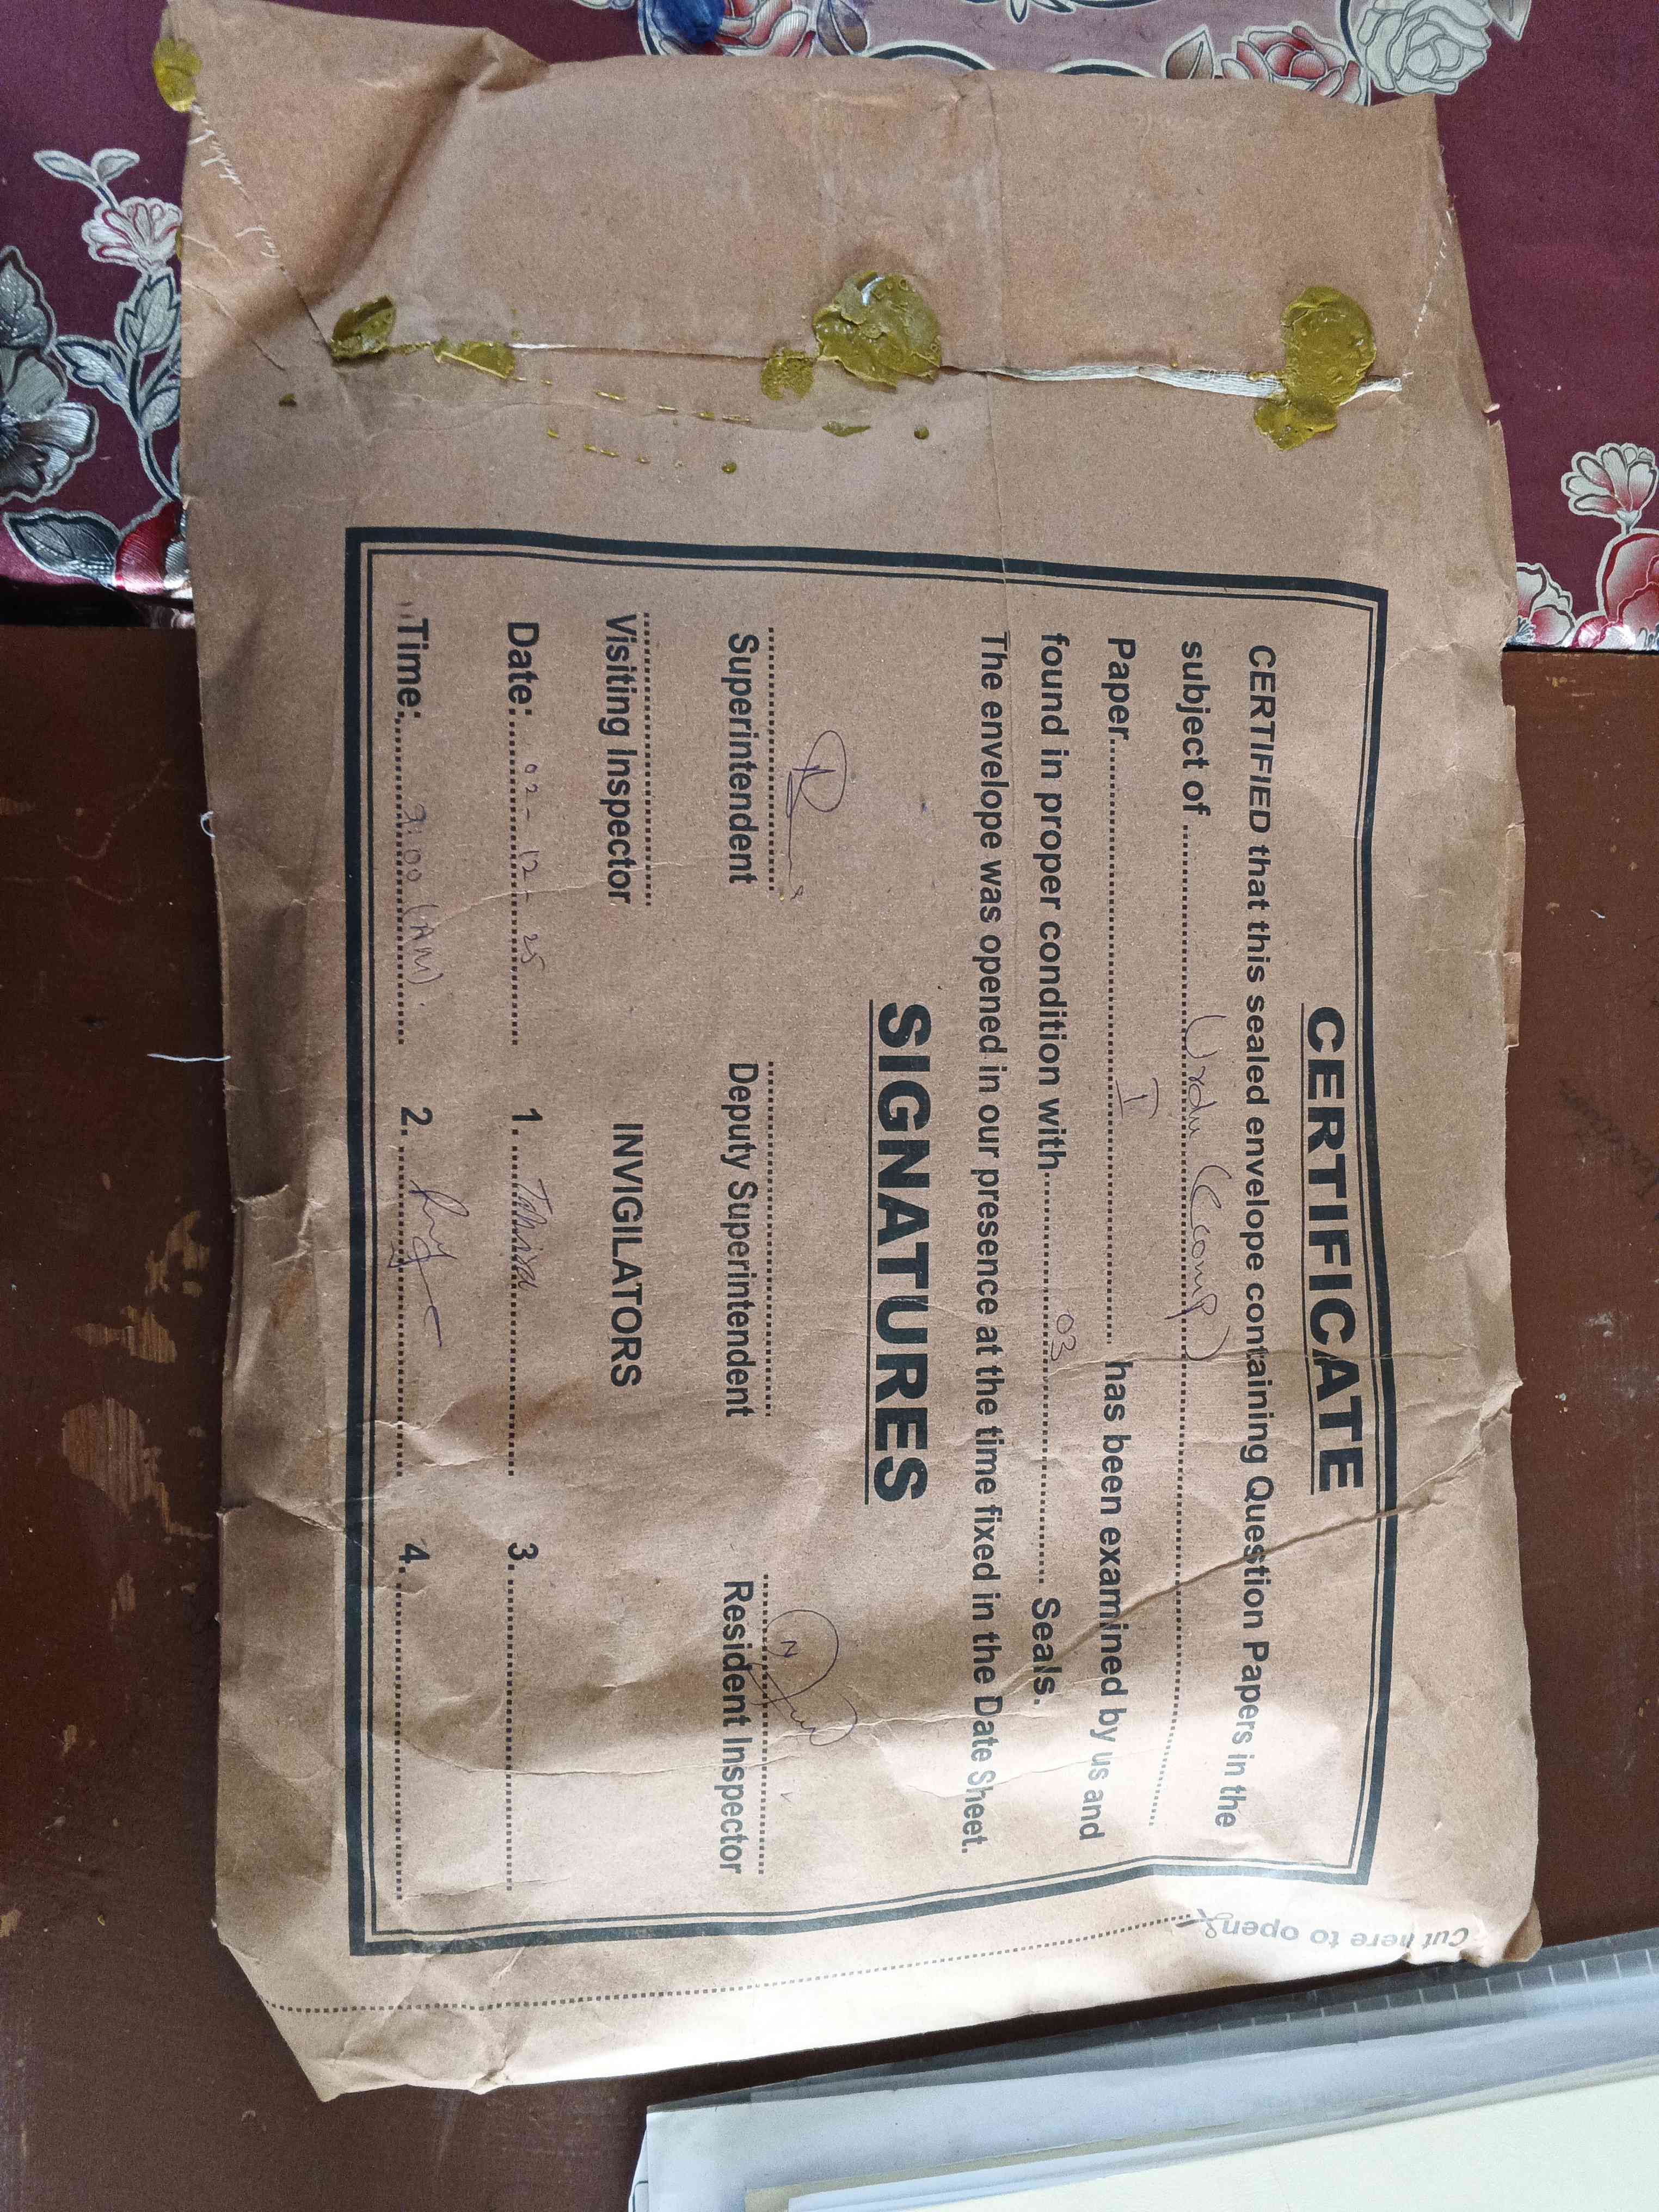 CERTIFICATE
CERTIFIED that this sealed envelope containing Question Papers in the
subject of ........ Urdu (Comp) ........
Paper........ I ........ has been examined by us and
found in proper condition with........ 03 ........ Seals.
The envelope was opened in our presence at the time fixed in the Date Sheet.
SIGNATURES
Superintendent Deputy Superintendent Resident Inspector
Visiting Inspector INVIGILATORS
Date:.... 02 - 12 - 25 .... 1. .... 3. ....
Time:.... 9:00 (AM) .... 2. .... 4. ....
Cut here to open